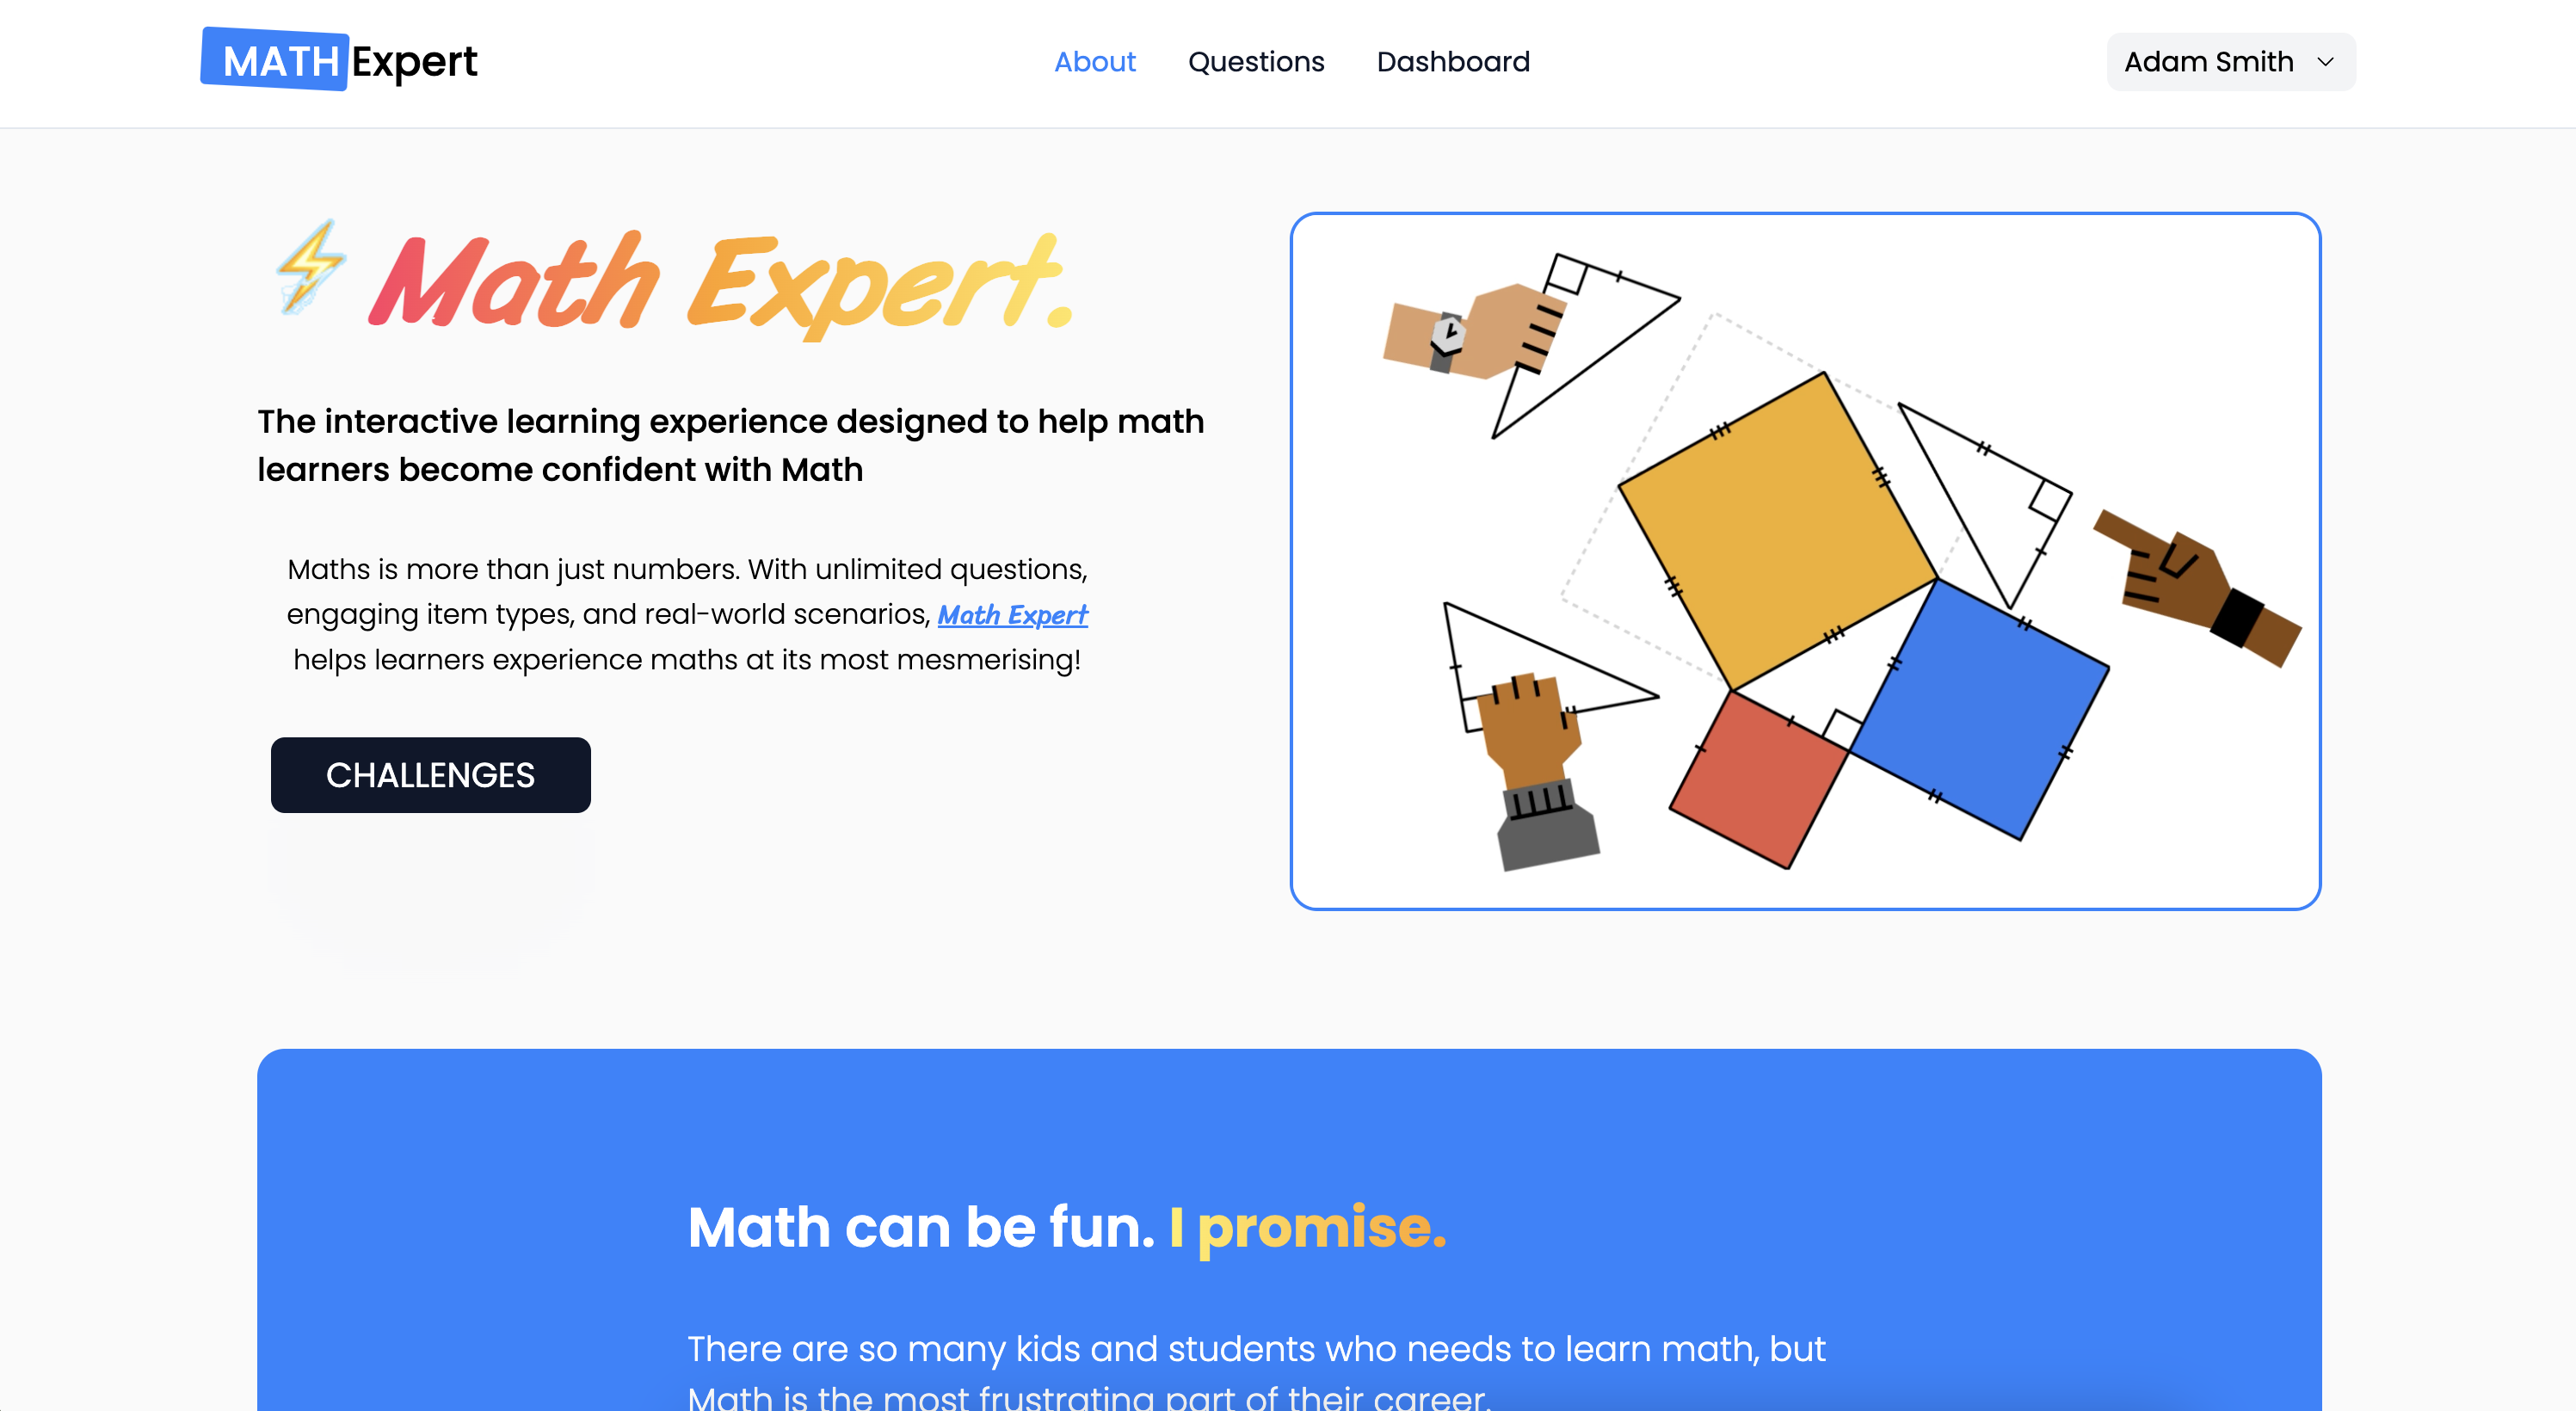 MATH Expert
About Questions Dashboard
Adam Smith
Math Expert.
The interactive learning experience designed to help math
learners become confident with Math
Maths is more than just numbers. With unlimited questions,
engaging item types, and real-world scenarios, Math Expert
helps learners experience maths at its most mesmerising!
CHALLENGES
Math can be fun. I promise.
There are so many kids and students who needs to learn math, but
Math is the most frustrating part of their career.